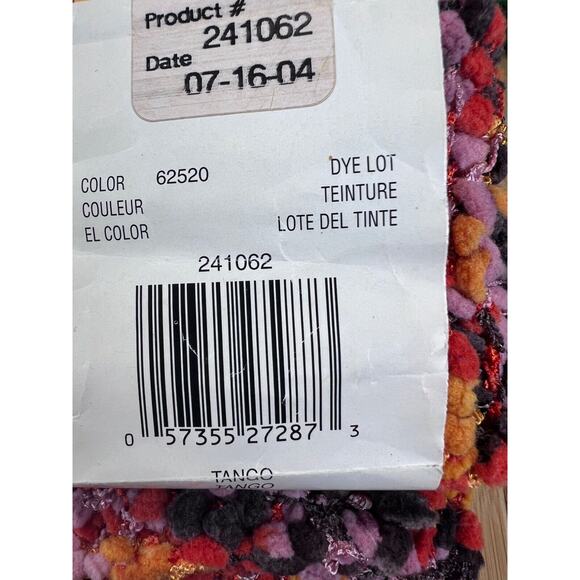 Product #
241062
Date
07-16-04
COLOR 62520
COULEUR
EL COLOR
DYE LOT
TEINTURE
LOTE DEL TINTE
241062
0 57355 27287 3
TANGO
TANGO